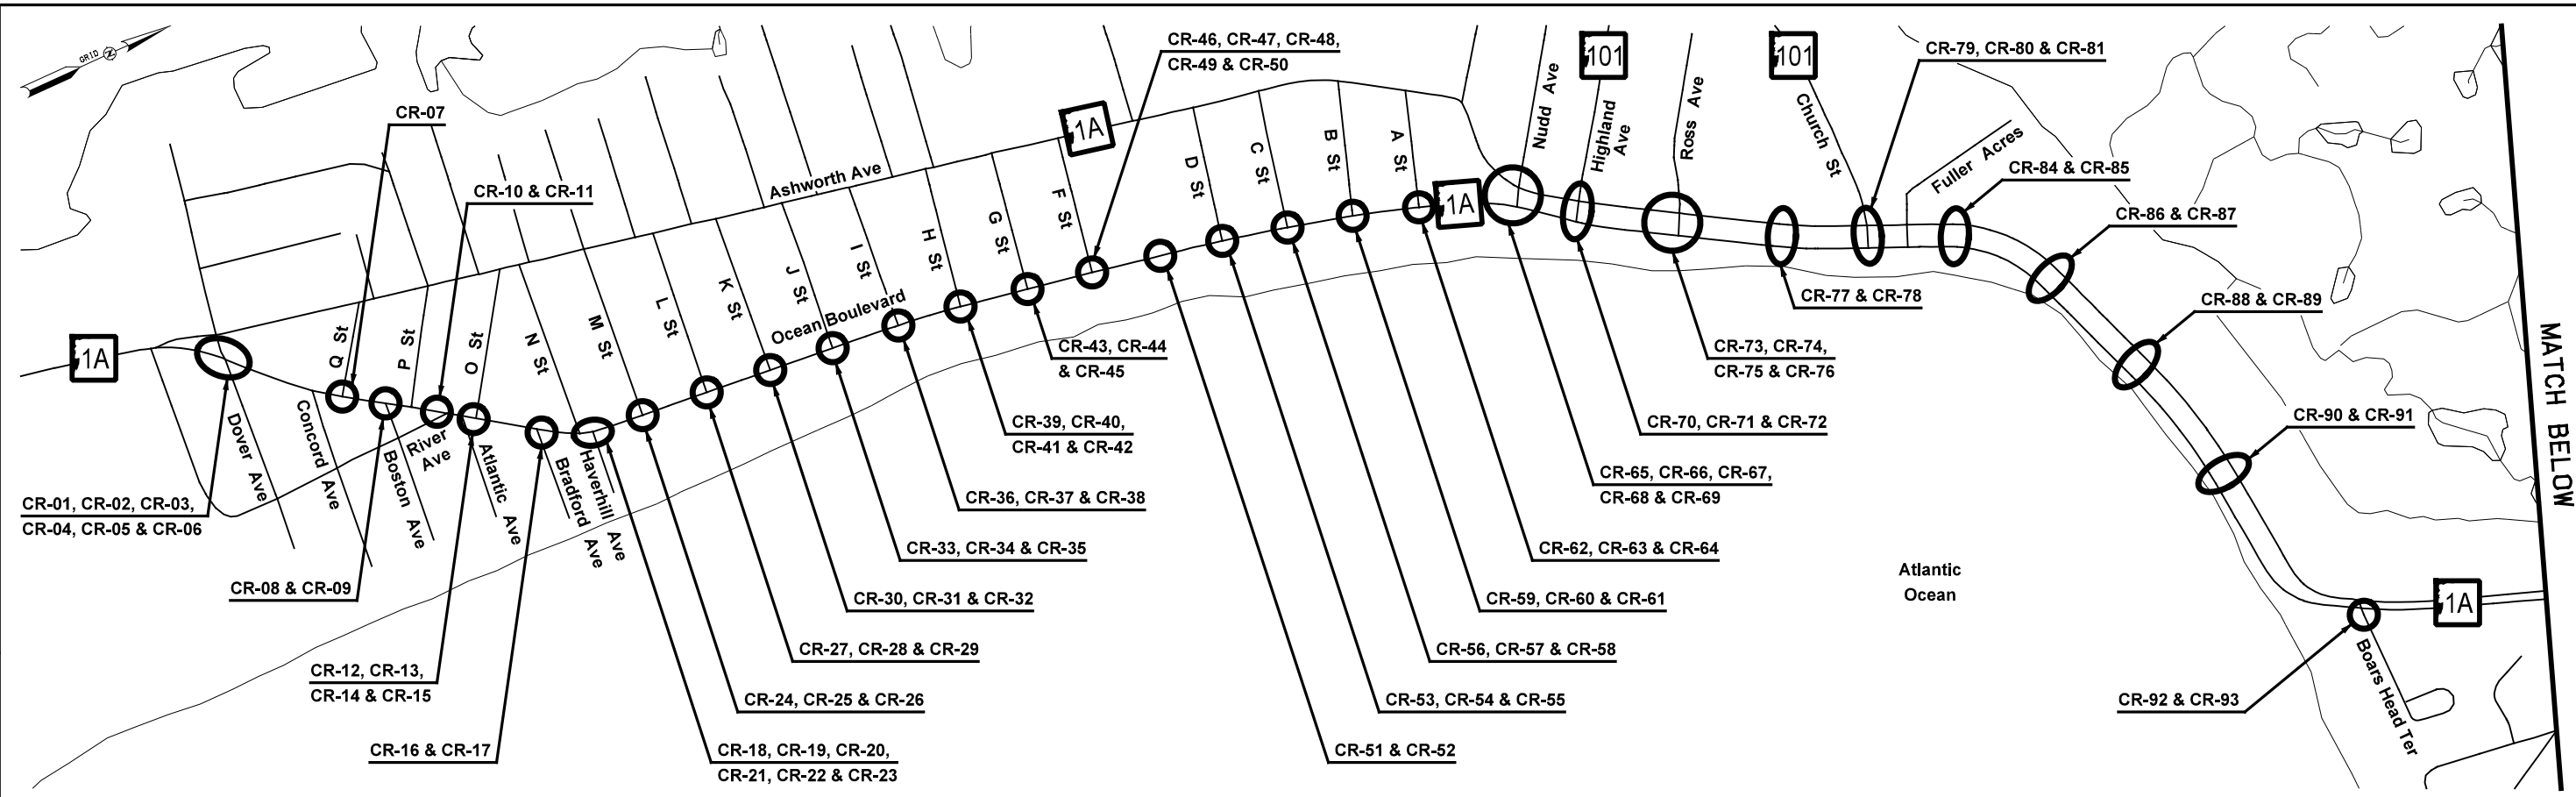 GRID
N
CR-07
CR-10 & CR-11
CR-46, CR-47, CR-48,
CR-49 & CR-50
CR-79, CR-80 & CR-81
CR-84 & CR-85
CR-86 & CR-87
CR-88 & CR-89
CR-90 & CR-91
CR-77 & CR-78
CR-73, CR-74,
CR-75 & CR-76
CR-70, CR-71 & CR-72
CR-65, CR-66, CR-67,
CR-68 & CR-69
CR-62, CR-63 & CR-64
CR-59, CR-60 & CR-61
CR-56, CR-57 & CR-58
CR-53, CR-54 & CR-55
CR-51 & CR-52
CR-43, CR-44
& CR-45
CR-39, CR-40,
CR-41 & CR-42
CR-36, CR-37 & CR-38
CR-33, CR-34 & CR-35
CR-30, CR-31 & CR-32
CR-27, CR-28 & CR-29
CR-24, CR-25 & CR-26
CR-18, CR-19, CR-20,
CR-21, CR-22 & CR-23
CR-16 & CR-17
CR-12, CR-13,
CR-14 & CR-15
CR-08 & CR-09
CR-01, CR-02, CR-03,
CR-04, CR-05 & CR-06
CR-92 & CR-93
1A
1A
1A
1A
101
101
Ashworth Ave
Ocean Boulevard
Q St
P St
O St
N St
M St
L St
K St
J St
I St
H St
G St
F St
D St
C St
B St
A St
Nudd Ave
Highland
Ave
Ross Ave
Church St
Fuller Acres
Dover Ave
Concord Ave
Boston Ave
River
Ave
Atlantic Ave
Bradford Ave
Haverhill Ave
Boars Head Ter
Atlantic
Ocean
MATCH BELOW